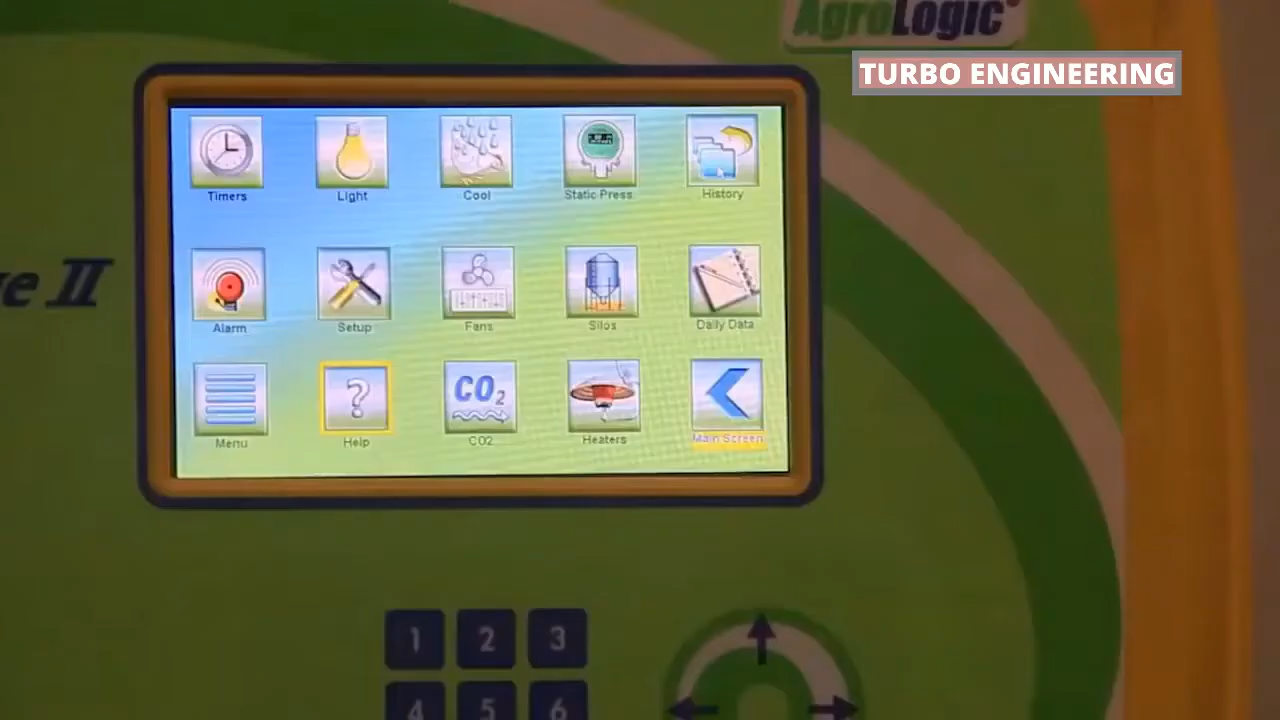 AgroLogic
TURBO ENGINEERING
Timers
Light
Cool
Static Press.
History
Alarm
Setup
Fans
Silos
Daily Data
II
Menu
Help
CO2
CO2
Heaters
Main Screen
1 2 3
4 5 6